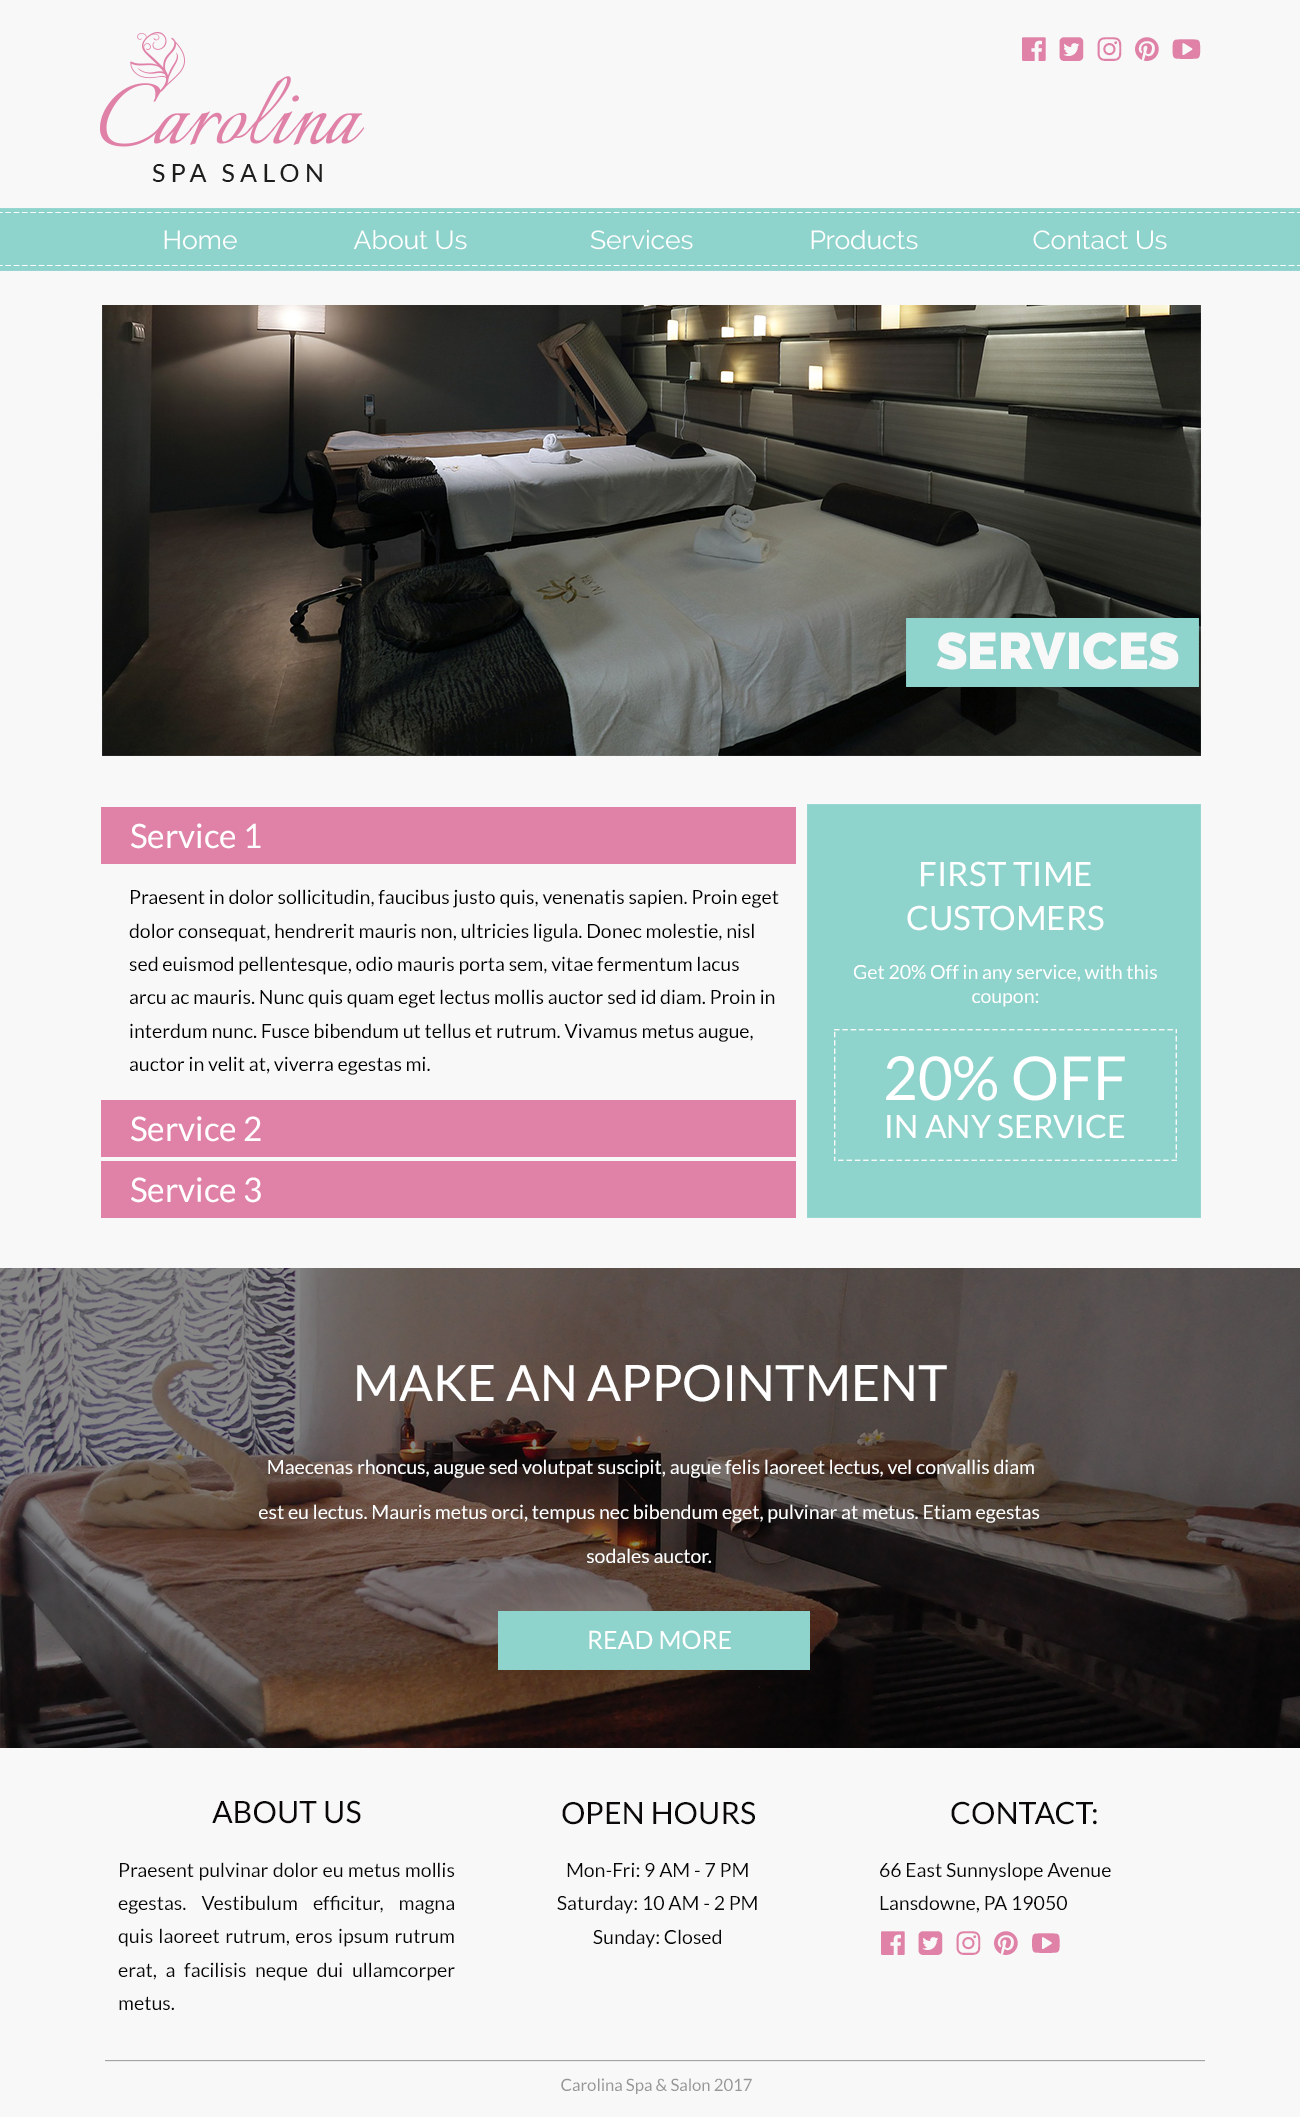 Carolina
SPA SALON
Home About Us Services Products Contact Us
SERVICES
Service 1
Praesent in dolor sollicitudin, faucibus justo quis, venenatis sapien. Proin eget
dolor consequat, hendrerit mauris non, ultricies ligula. Donec molestie, nisl
sed euismod pellentesque, odio mauris porta sem, vitae fermentum lacus
arcu ac mauris. Nunc quis quam eget lectus mollis auctor sed id diam. Proin in
interdum nunc. Fusce bibendum ut tellus et rutrum. Vivamus metus augue,
auctor in velit at, viverra egestas mi.
Service 2
Service 3
FIRST TIME
CUSTOMERS
Get 20% Off in any service, with this
coupon:
20% OFF
IN ANY SERVICE
MAKE AN APPOINTMENT
Maecenas rhoncus, augue sed volutpat suscipit, augue felis laoreet lectus, vel convallis diam
est eu lectus. Mauris metus orci, tempus nec bibendum eget, pulvinar at metus. Etiam egestas
sodales auctor.
READ MORE
ABOUT US
Praesent pulvinar dolor eu metus mollis
egestas. Vestibulum efficitur, magna
quis laoreet rutrum, eros ipsum rutrum
erat, a facilisis neque dui ullamcorper
metus.
OPEN HOURS
Mon-Fri: 9 AM - 7 PM
Saturday: 10 AM - 2 PM
Sunday: Closed
CONTACT:
66 East Sunnyslope Avenue
Lansdowne, PA 19050
Carolina Spa & Salon 2017